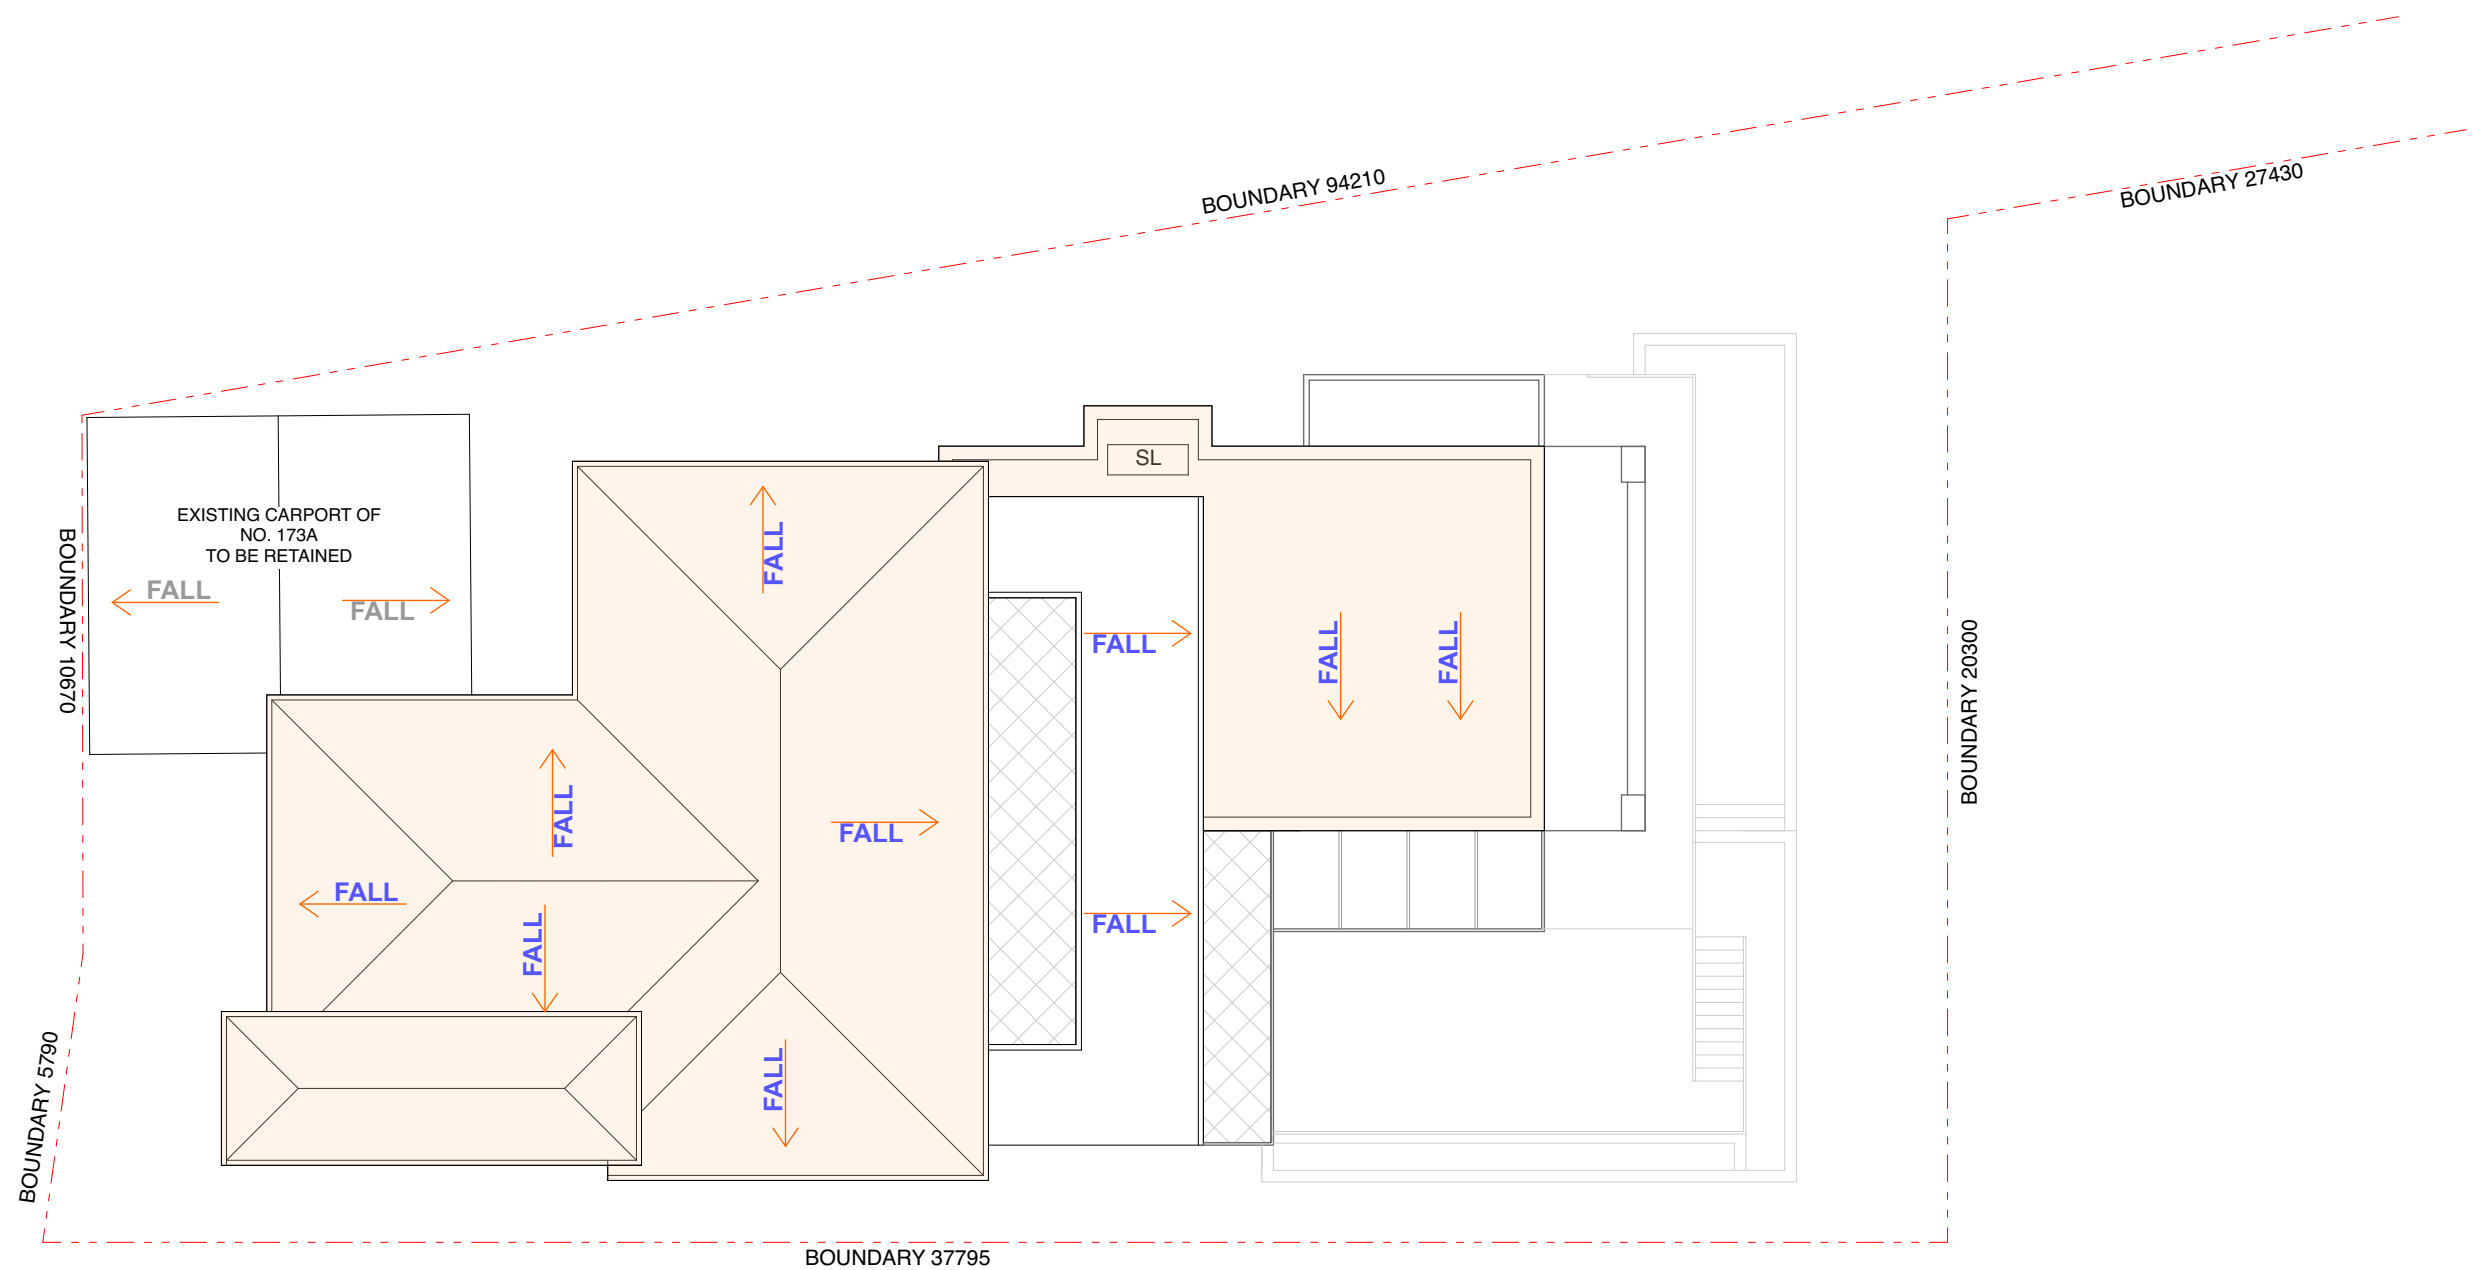 BOUNDARY 94210
BOUNDARY 27430
SL
EXISTING CARPORT OF
NO. 173A
TO BE RETAINED
FALL
FALL
BOUNDARY 10670
FALL
FALL
FALL
FALL
FALL
BOUNDARY 20300
FALL
FALL
FALL
FALL
FALL
FALL
BOUNDARY 5790
BOUNDARY 37795